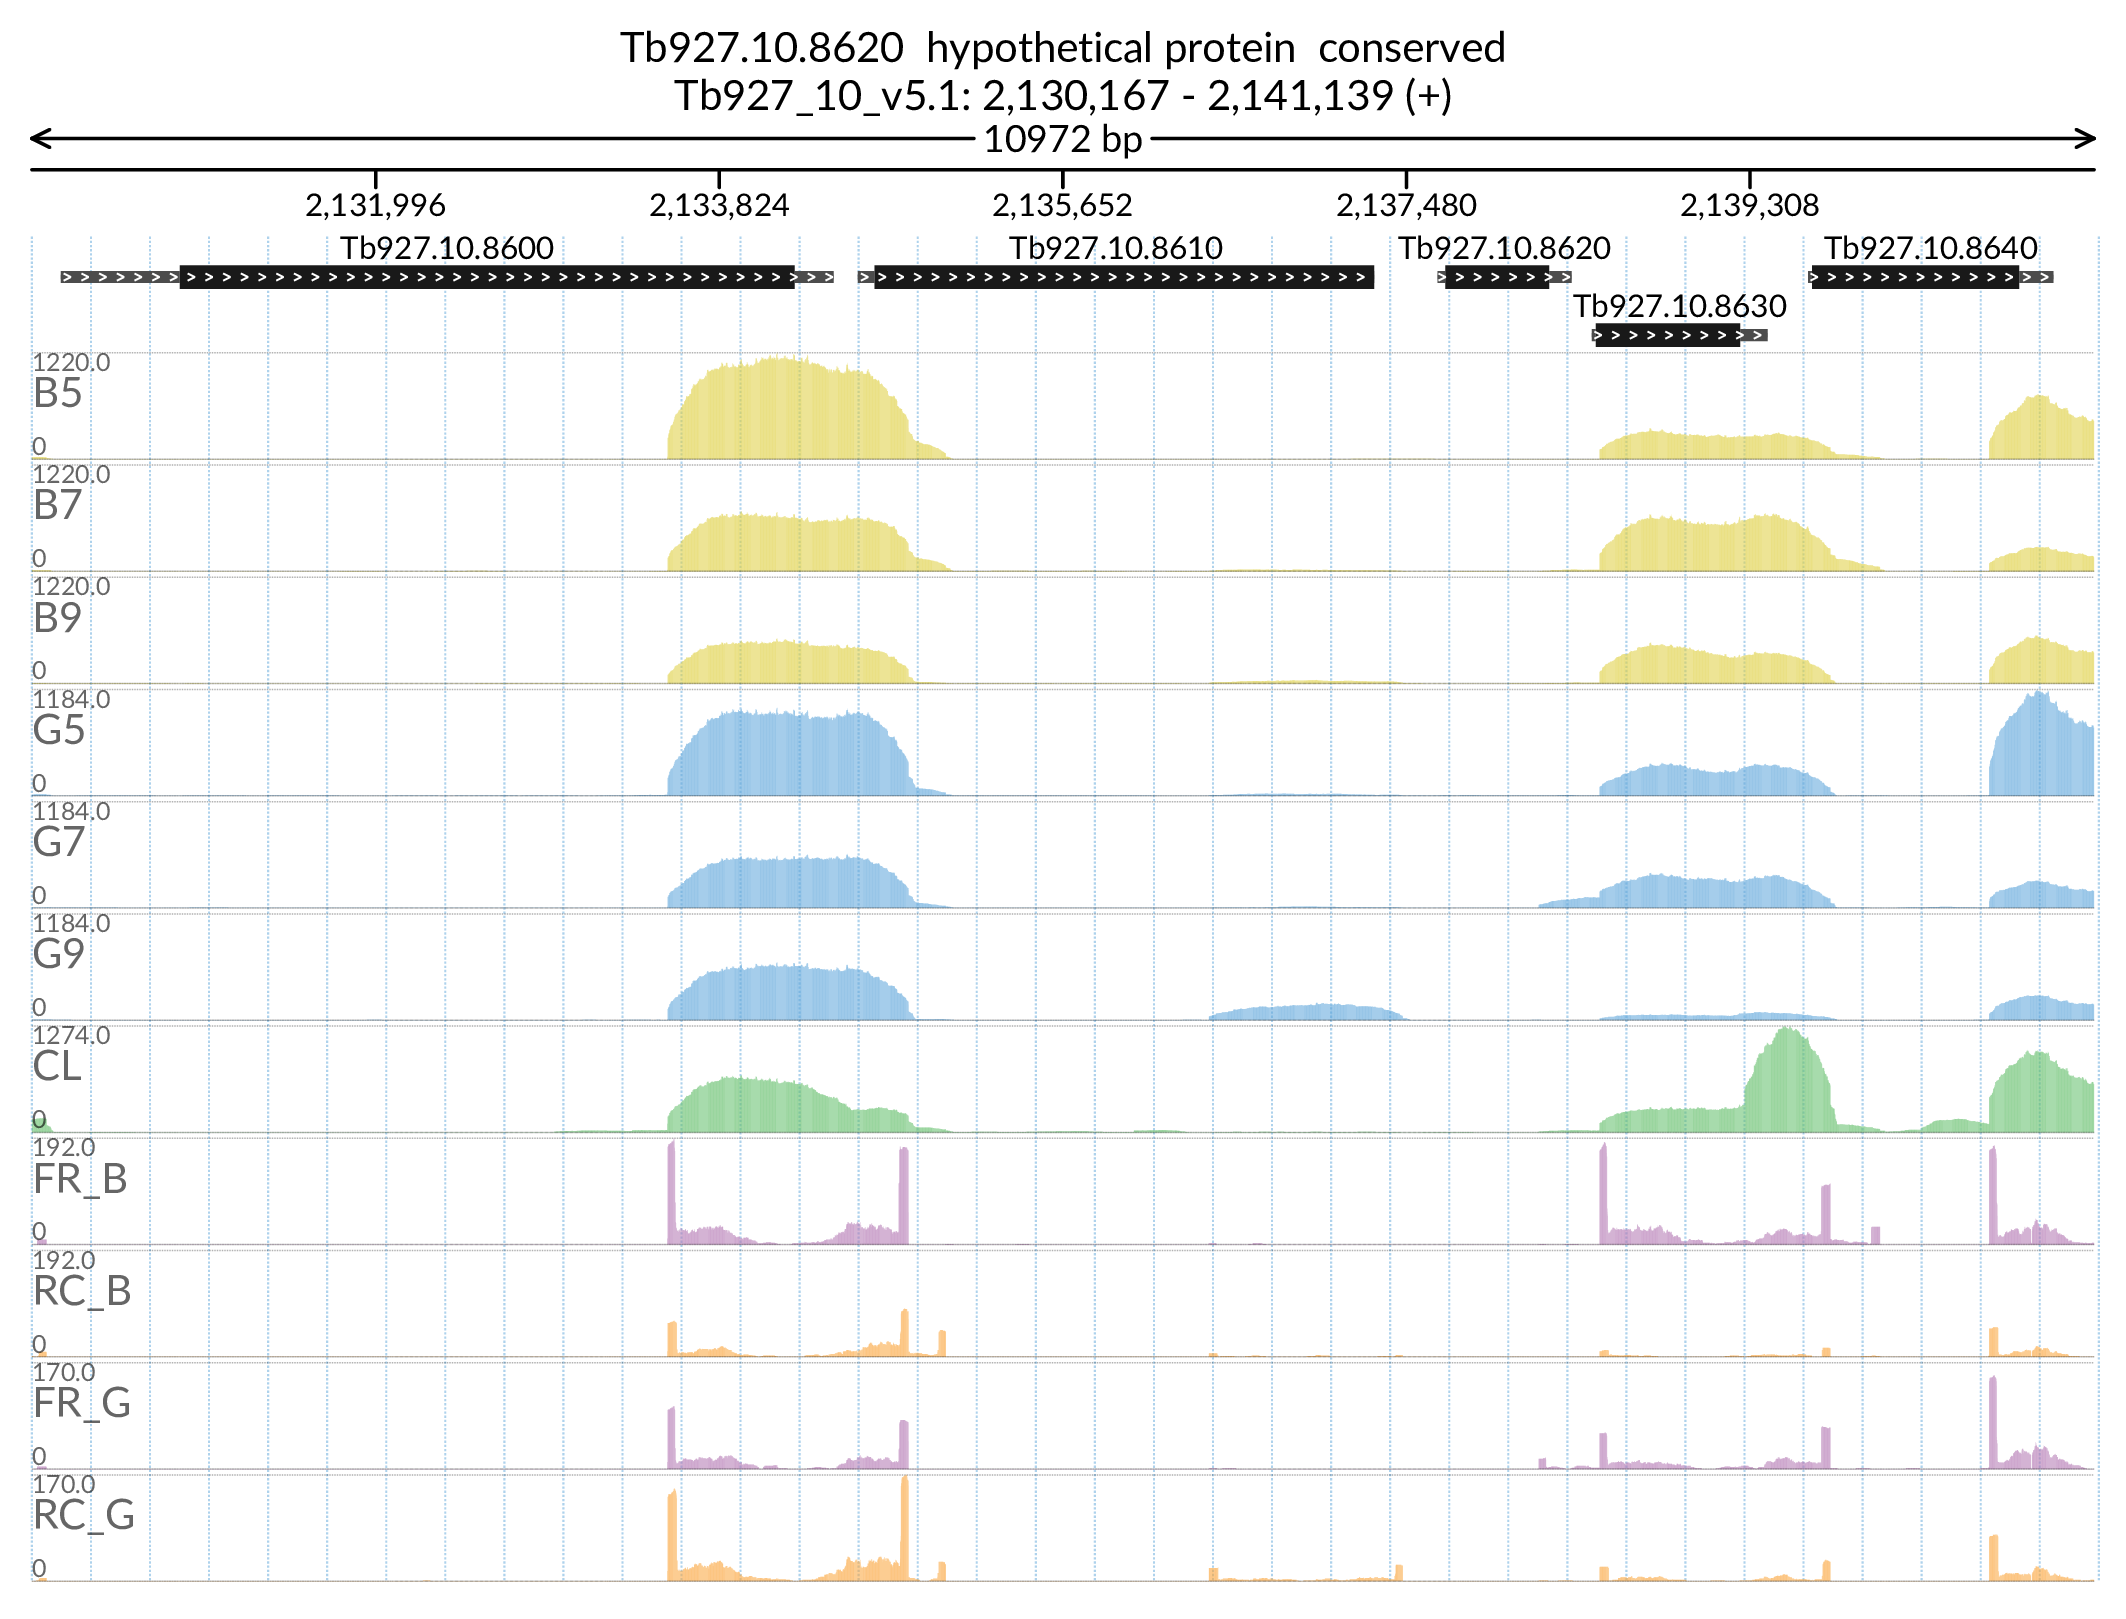 Tb927.10.8620  hypothetical protein  conserved
Tb927_10_v5.1: 2,130,167 - 2,141,139 (+)
10972 bp
2,131,996 2,133,824 2,135,652 2,137,480 2,139,308
Tb927.10.8600 Tb927.10.8610 Tb927.10.8620 Tb927.10.8640
Tb927.10.8630
1220.0
B5
0
1220.0
B7
0
1220.0
B9
0
1184.0
G5
0
1184.0
G7
0
1184.0
G9
0
1274.0
CL
0
192.0
FR_B
0
192.0
RC_B
0
170.0
FR_G
0
170.0
RC_G
0